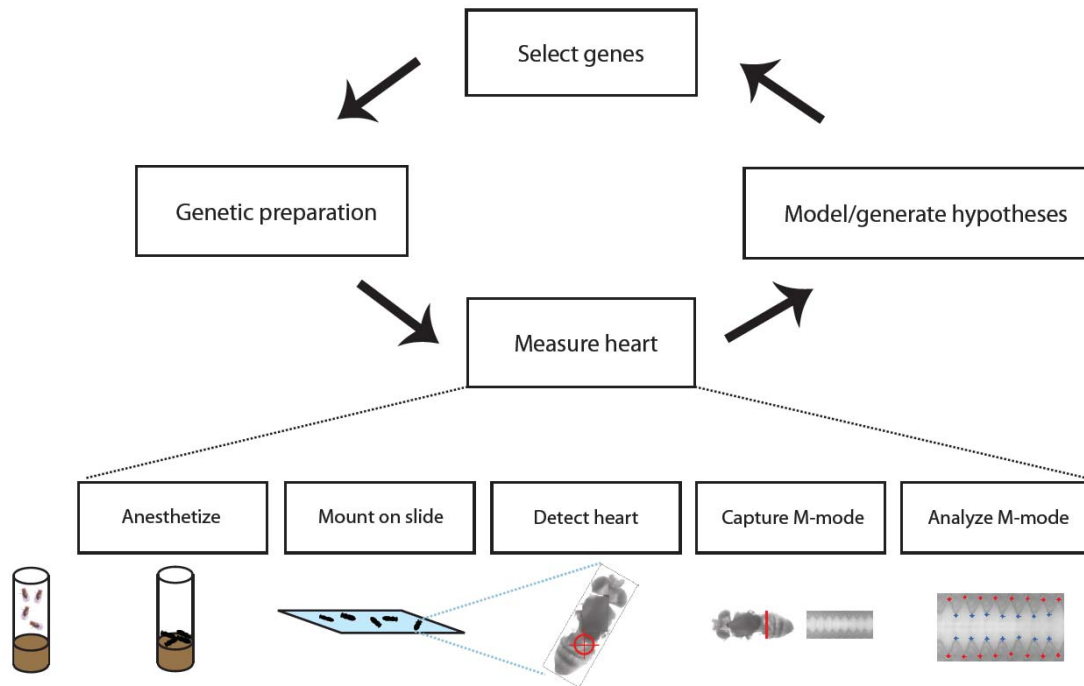 Select genes
Genetic preparation
Model/generate hypotheses
Measure heart
Anesthetize
Mount on slide
Detect heart
Capture M-mode
Analyze M-mode